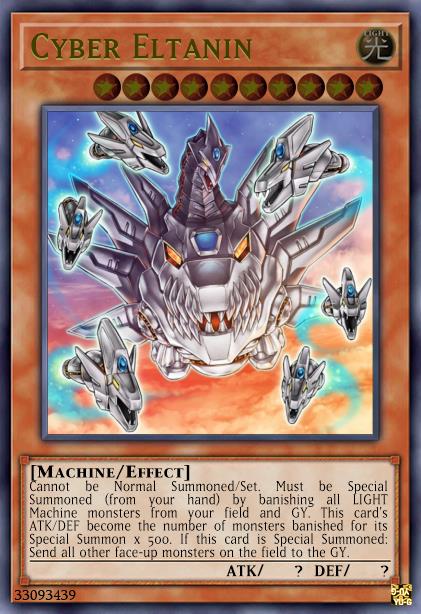 CYBER ELTANIN
LIGHT
光
[MACHINE/EFFECT]
Cannot be Normal Summoned/Set. Must be Special
Summoned (from your hand) by banishing all LIGHT
Machine monsters from your field and GY. This card's
ATK/DEF become the number of monsters banished for its
Special Summon x 500. If this card is Special Summoned:
Send all other face-up monsters on the field to the GY.
ATK/ ? DEF/ ?
33093439